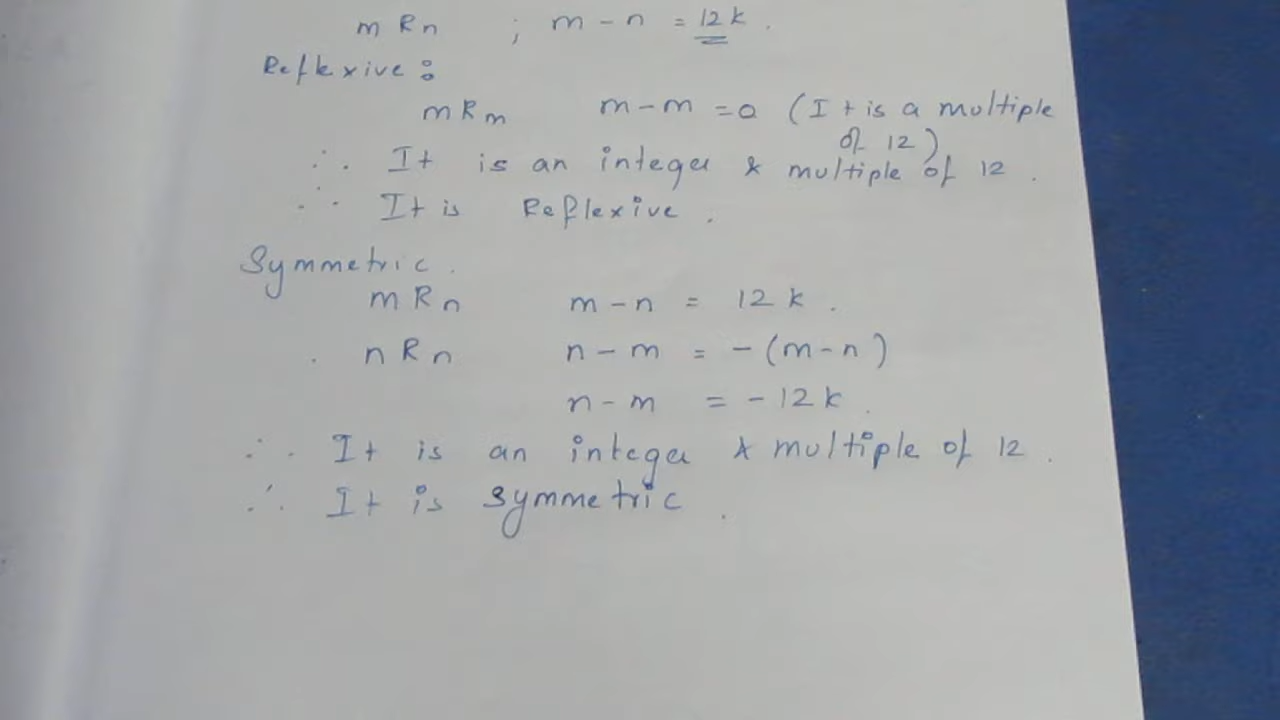 m R n ; m - n = 12 k .
Reflexive :
m R m m - m = 0 (It is a multiple
of 12)
∴ It is an integer & multiple of 12 .
∴ It is Reflexive .
Symmetric .
m R n m - n = 12 k .
n R n n - m = - (m - n)
n - m = - 12 k .
∴ It is an integer & multiple of 12 .
∴ It is symmetric .